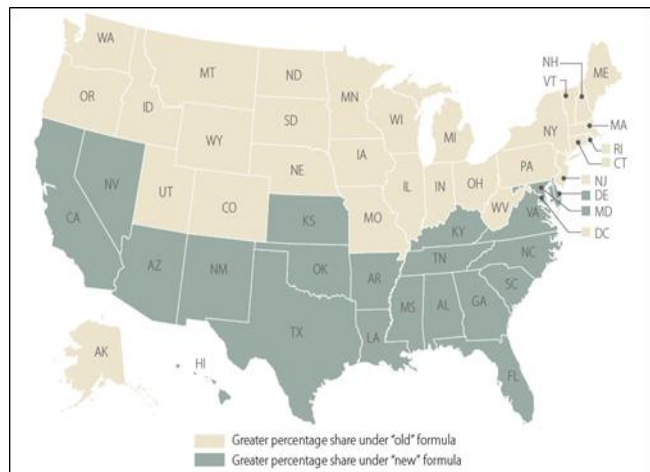 WA
MT
ND
MN
OR
ID
SD
WI
MI
WY
IA
NE
NY
PA
VT
NH
ME
MA
RI
CT
NJ
DE
MD
DC
NV
UT
CO
CA
KS
MO
IL
IN
OH
WV
VA
KY
AZ
NM
OK
AR
TN
NC
SC
TX
LA
MS
AL
GA
FL
AK
HI
Greater percentage share under "old" formula
Greater percentage share under "new" formula